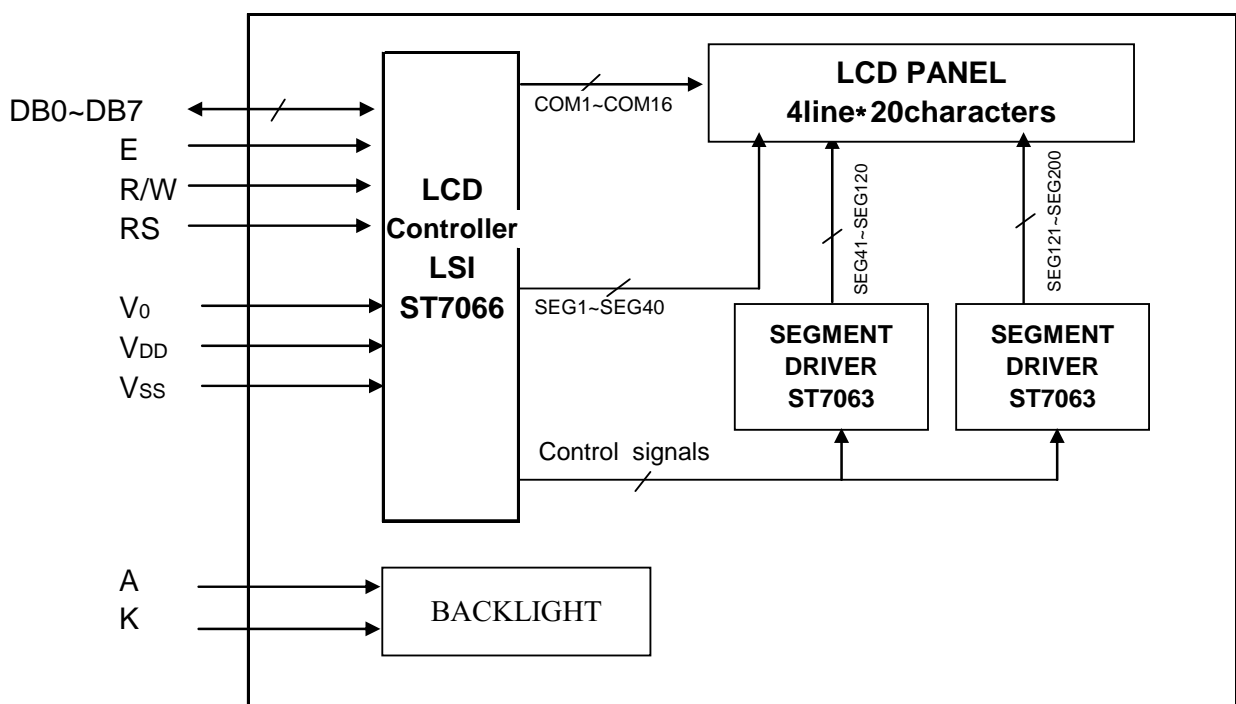 LCD PANEL
4line*20characters
COM1~COM16
DB0~DB7
E
R/W
RS
LCD
Controller
LSI
ST7066
SEG41~SEG120
SEG121~SEG200
V0
VDD
VSS
SEG1~SEG40
SEGMENT
DRIVER
ST7063
SEGMENT
DRIVER
ST7063
Control signals
A
K
BACKLIGHT